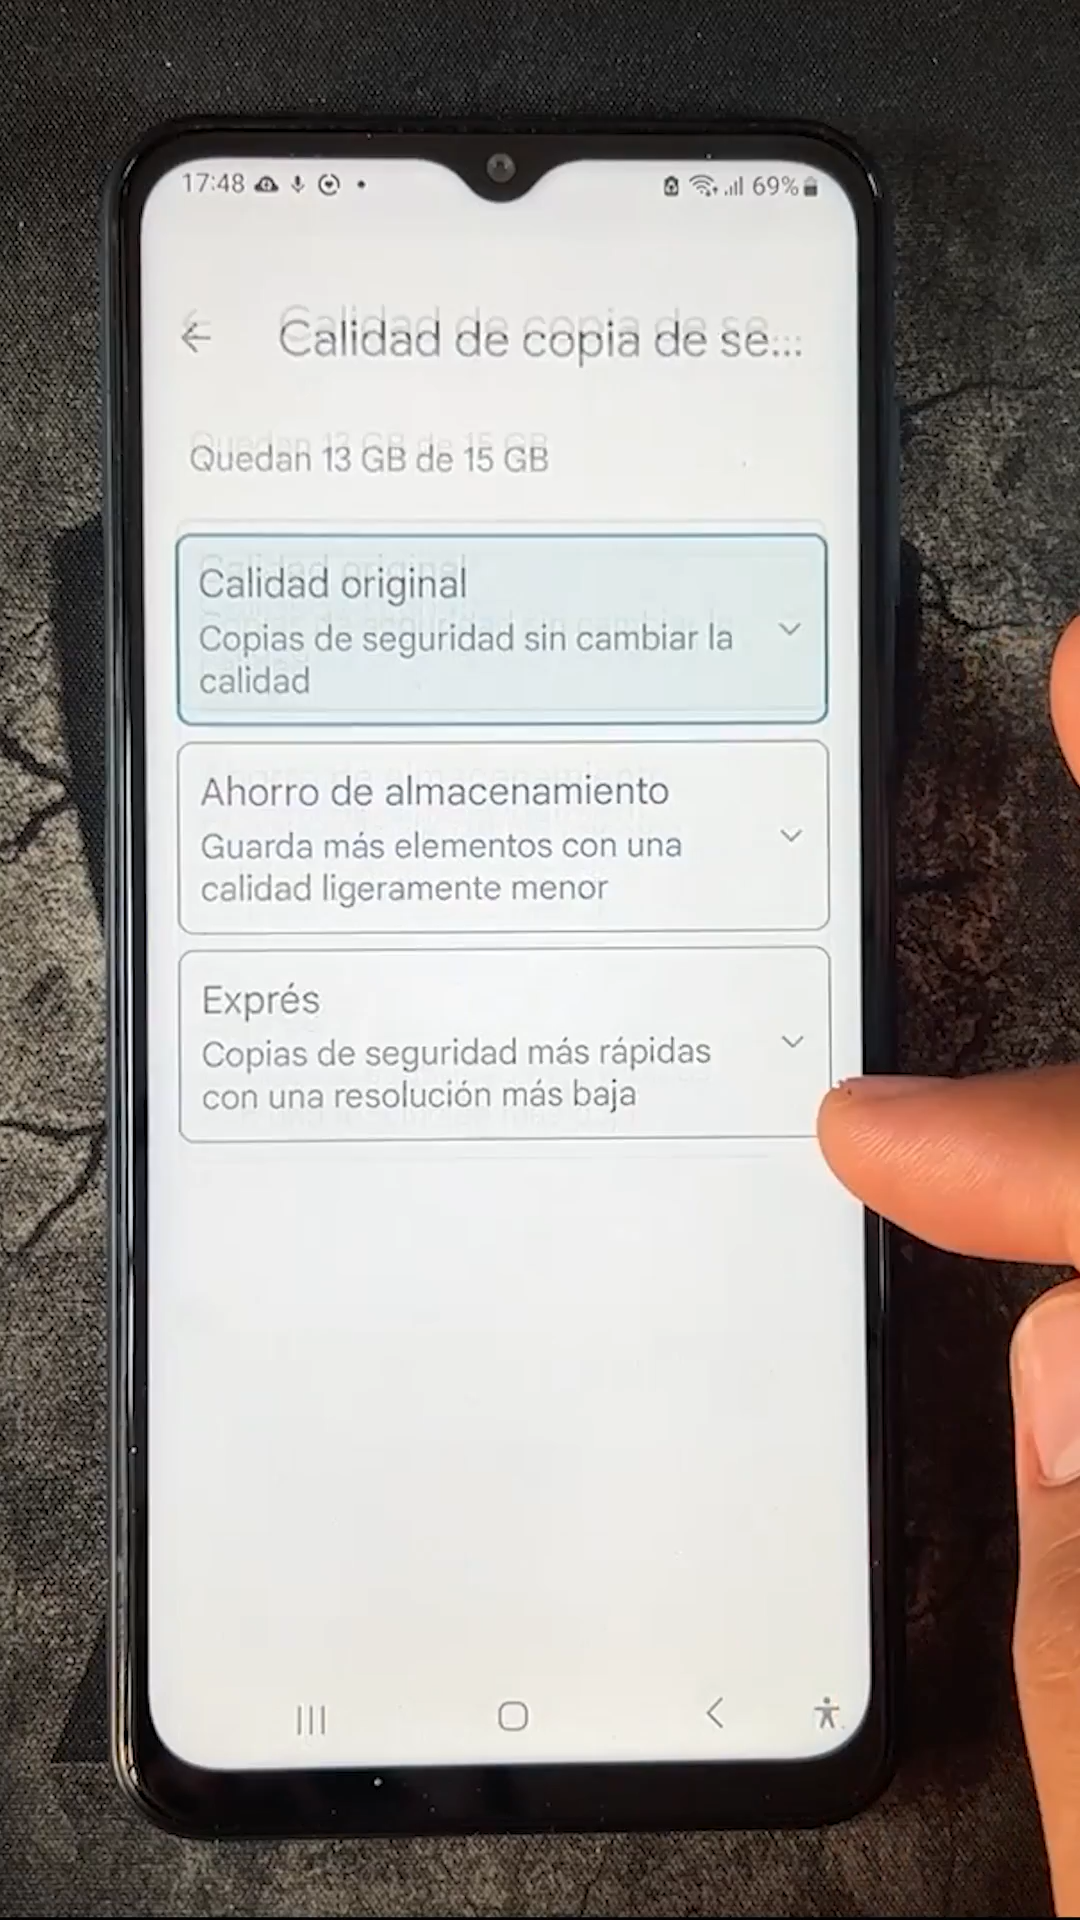 17:48
69%
Calidad de copia de se...
Quedan 13 GB de 15 GB
Calidad original
Copias de seguridad sin cambiar la
calidad
Ahorro de almacenamiento
Guarda más elementos con una
calidad ligeramente menor
Exprés
Copias de seguridad más rápidas
con una resolución más baja